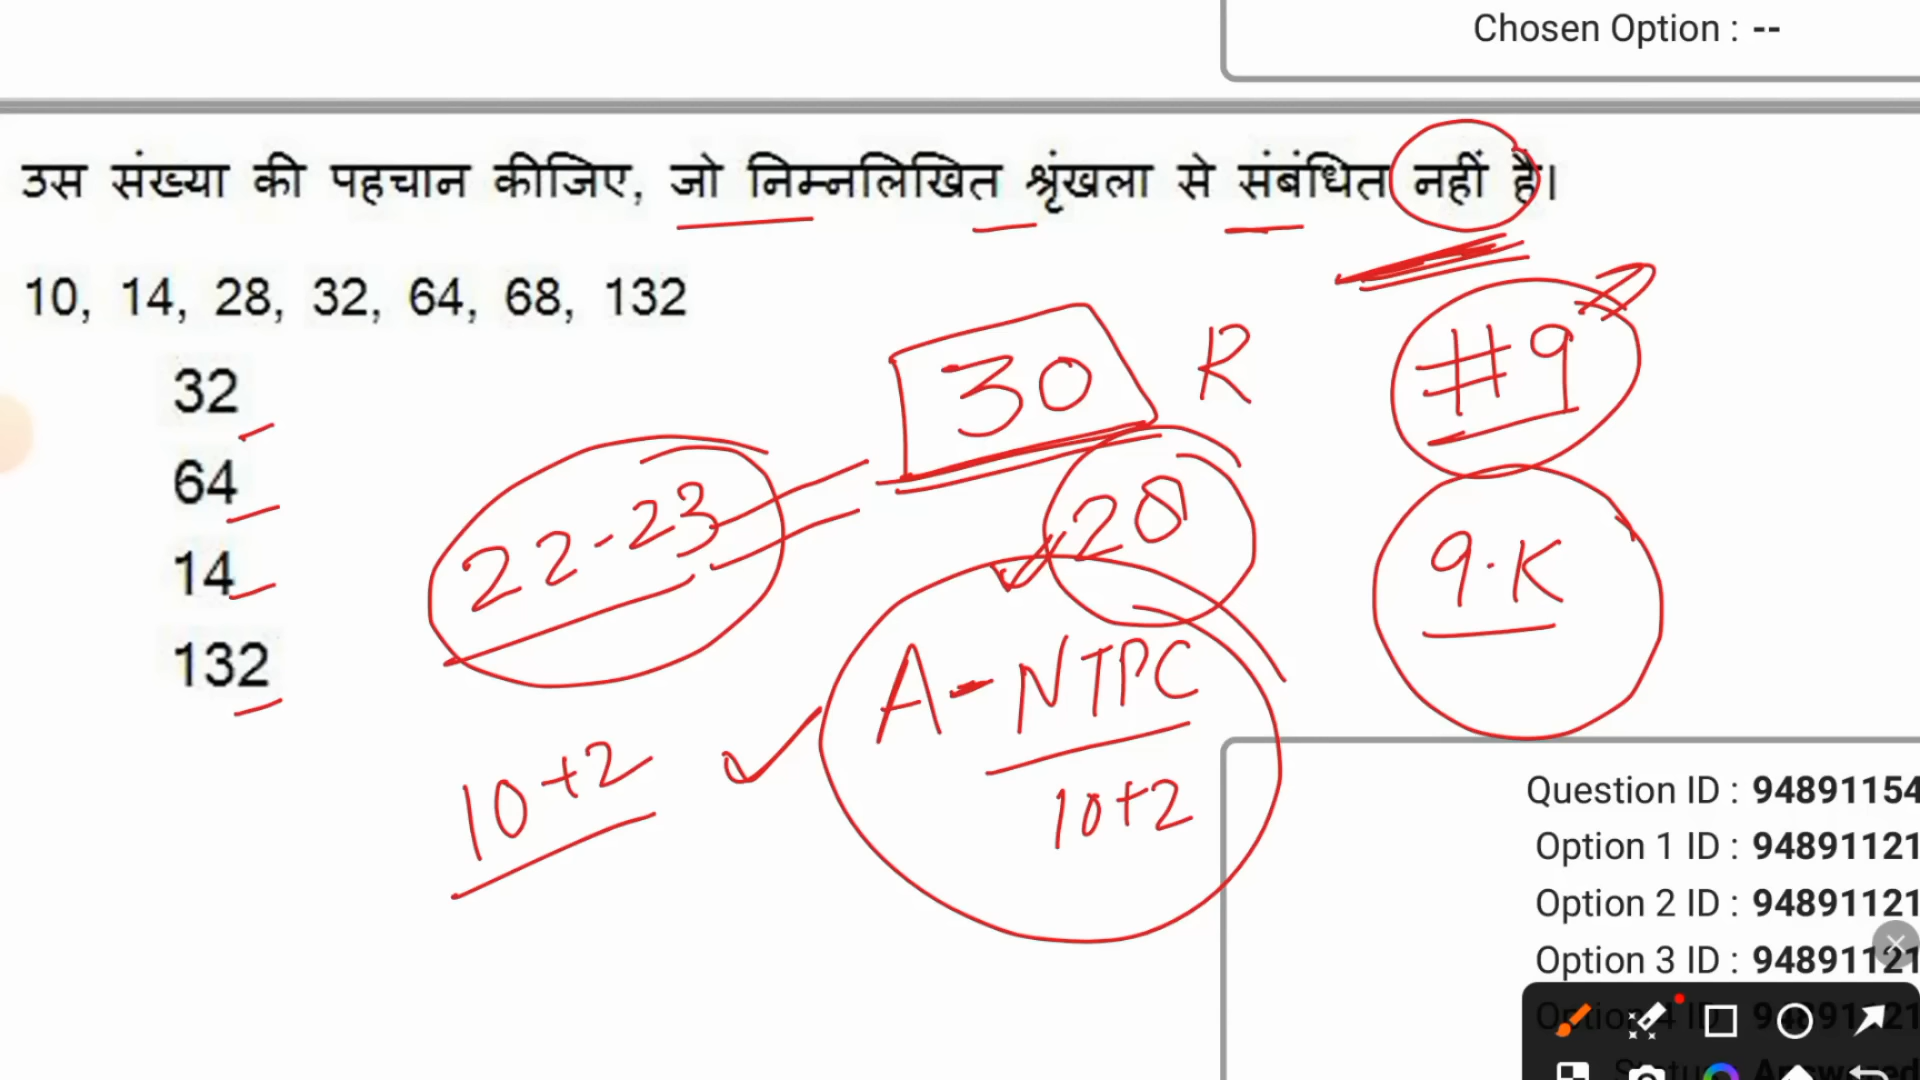 Chosen Option : --
उस संख्या की पहचान कीजिए, जो निम्नलिखित श्रृंखला से संबंधित नहीं है।
10, 14, 28, 32, 64, 68, 132
32
64
14
132
30 R
#9
22-23
28
9.K
A-NTPC
10+2
10+2
Question ID : 94891154
Option 1 ID : 94891121
Option 2 ID : 94891121
Option 3 ID : 94891121